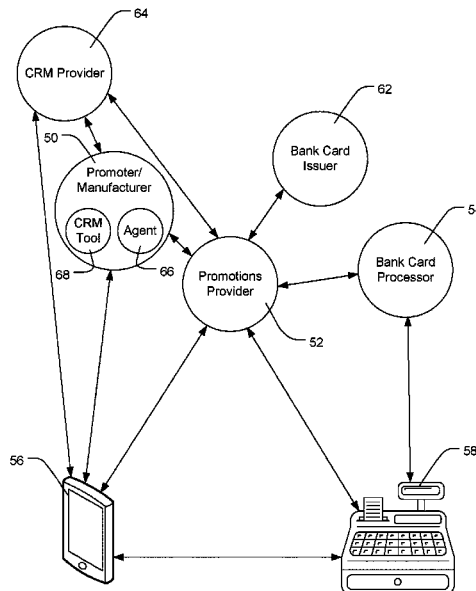 64
CRM Provider
62
50
Bank Card
Issuer
Promoter/
Manufacturer
CRM
Tool
Agent
68
66
Promotions
Provider
52
Bank Card
Processor
56
58